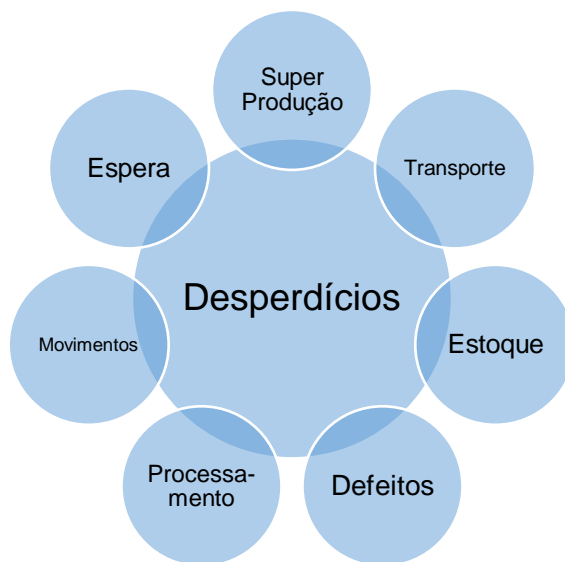 Super
Produção
Transporte
Estoque
Defeitos
Processa-
mento
Movimentos
Espera
Desperdícios